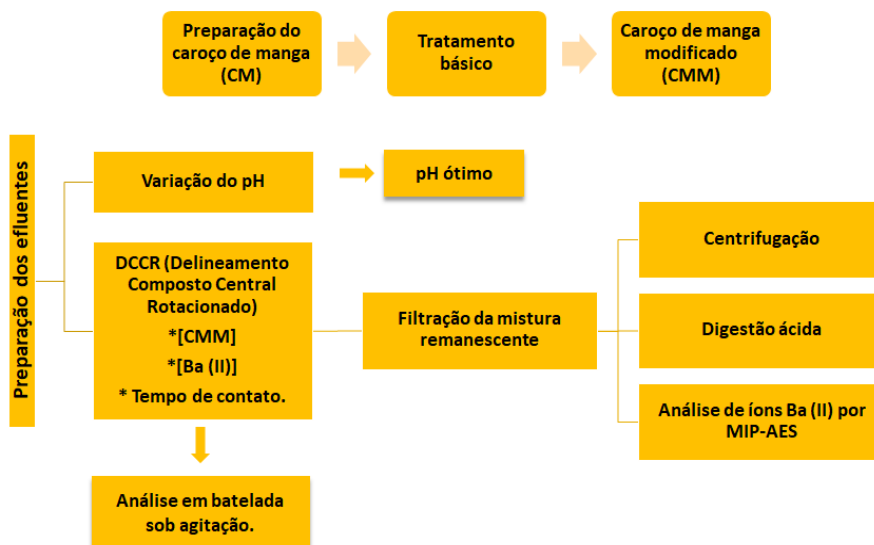 Preparação do
caroço de manga
(CM)
Tratamento
básico
Caroço de manga
modificado
(CMM)
Preparação dos efluentes
Variação do pH
pH ótimo
DCCR (Delineamento
Composto Central
Rotacionado)
*[CMM]
*[Ba (II)]
* Tempo de contato.
Filtração da mistura
remanescente
Centrifugação
Digestão ácida
Análise de íons Ba (II) por
MIP-AES
Análise em batelada
sob agitação.